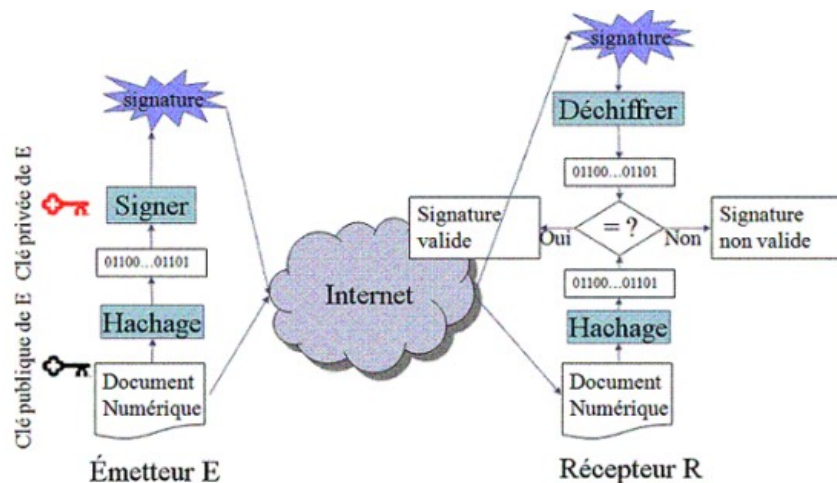 signature
Signer
01100...01101
Hachage
Document
Numérique
Émetteur E
Clé publique de E Clé privée de E
Internet
signature
Déchiffrer
01100...01101
Signature
valide
Oui
= ?
Non
Signature
non valide
01100...01101
Hachage
Document
Numérique
Récepteur R